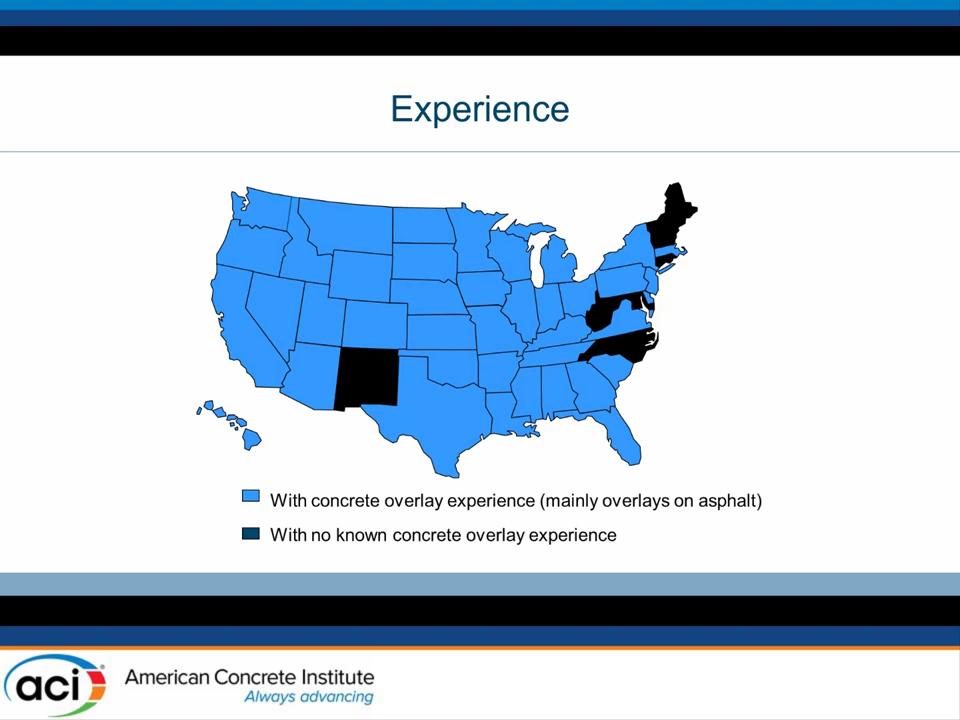 Experience
With concrete overlay experience (mainly overlays on asphalt)
With no known concrete overlay experience
aci American Concrete Institute
Always advancing